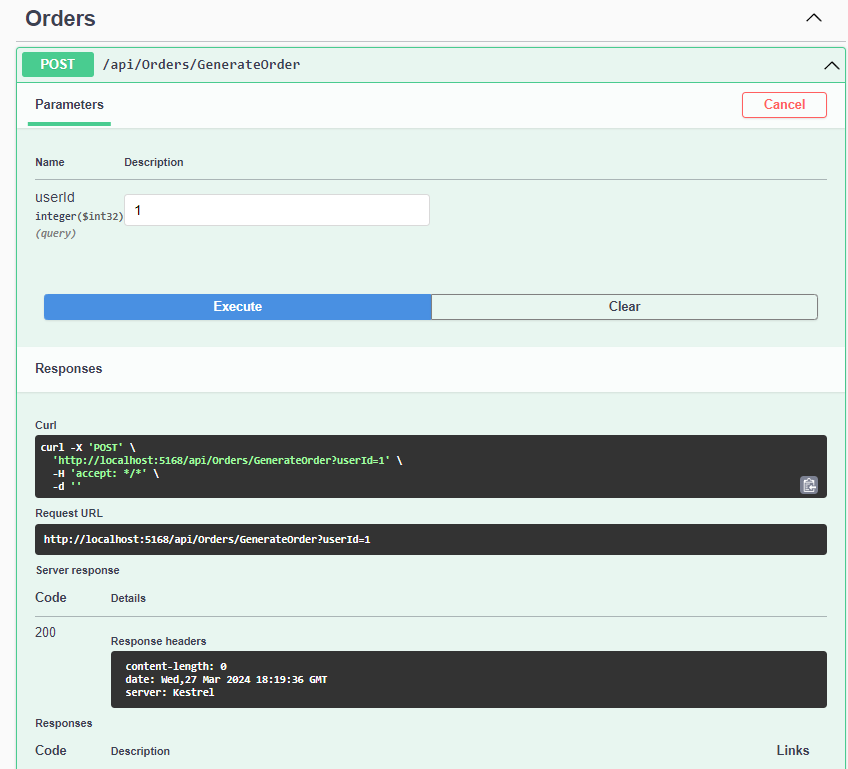 Orders
POST /api/Orders/GenerateOrder
Parameters
Cancel
Name Description
userId
integer($int32)
(query)
1
Execute Clear
Responses
Curl
curl -X 'POST' \
'http://localhost:5168/api/Orders/GenerateOrder?userId=1' \
-H 'accept: */*' \
-d ''
Request URL
http://localhost:5168/api/Orders/GenerateOrder?userId=1
Server response
Code Details
200
Response headers
content-length: 0
date: Wed,27 Mar 2024 18:19:36 GMT
server: Kestrel
Responses
Code Description Links